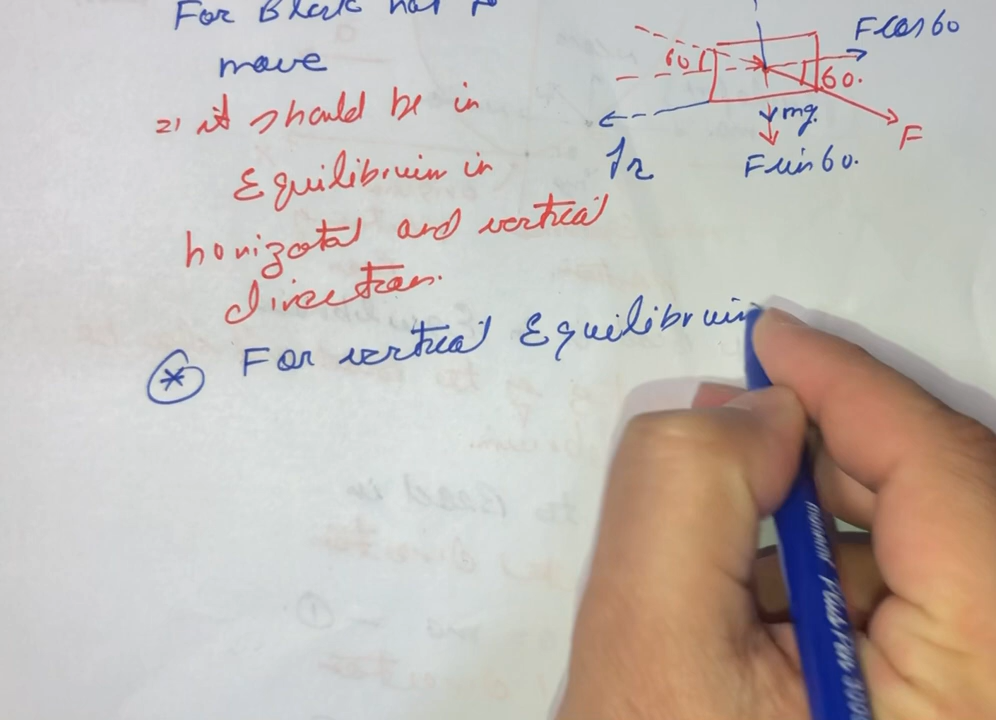 For Block not to
move
⇒ it should be in
Equilibrium in
horizotal and vertical
direction.
60
F cos 60
60.
mg.
F
fr
F sin 60.
* For vertical Equilibrium